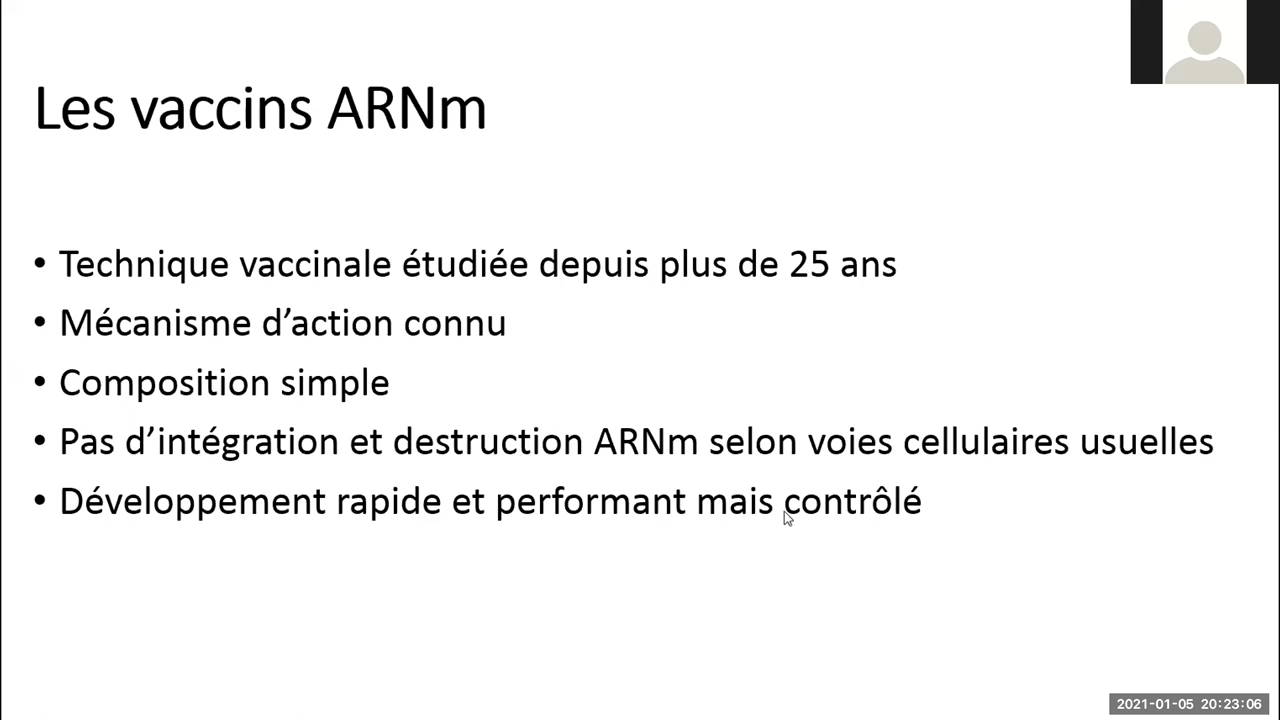 Les vaccins ARNm
• Technique vaccinale étudiée depuis plus de 25 ans
• Mécanisme d’action connu
• Composition simple
• Pas d’intégration et destruction ARNm selon voies cellulaires usuelles
• Développement rapide et performant mais contrôlé
2021-01-05 20:23:06